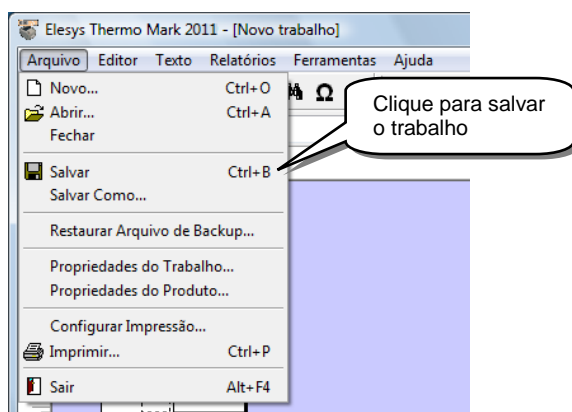 Elesys Thermo Mark 2011 - [Novo trabalho]
Arquivo Editor Texto Relatórios Ferramentas Ajuda
Novo... Ctrl+O
Abrir... Ctrl+A
Fechar
Salvar Ctrl+B
Salvar Como...
Restaurar Arquivo de Backup...
Propriedades do Trabalho...
Propriedades do Produto...
Configurar Impressão...
Imprimir... Ctrl+P
Sair Alt+F4
Ω
Clique para salvar
o trabalho